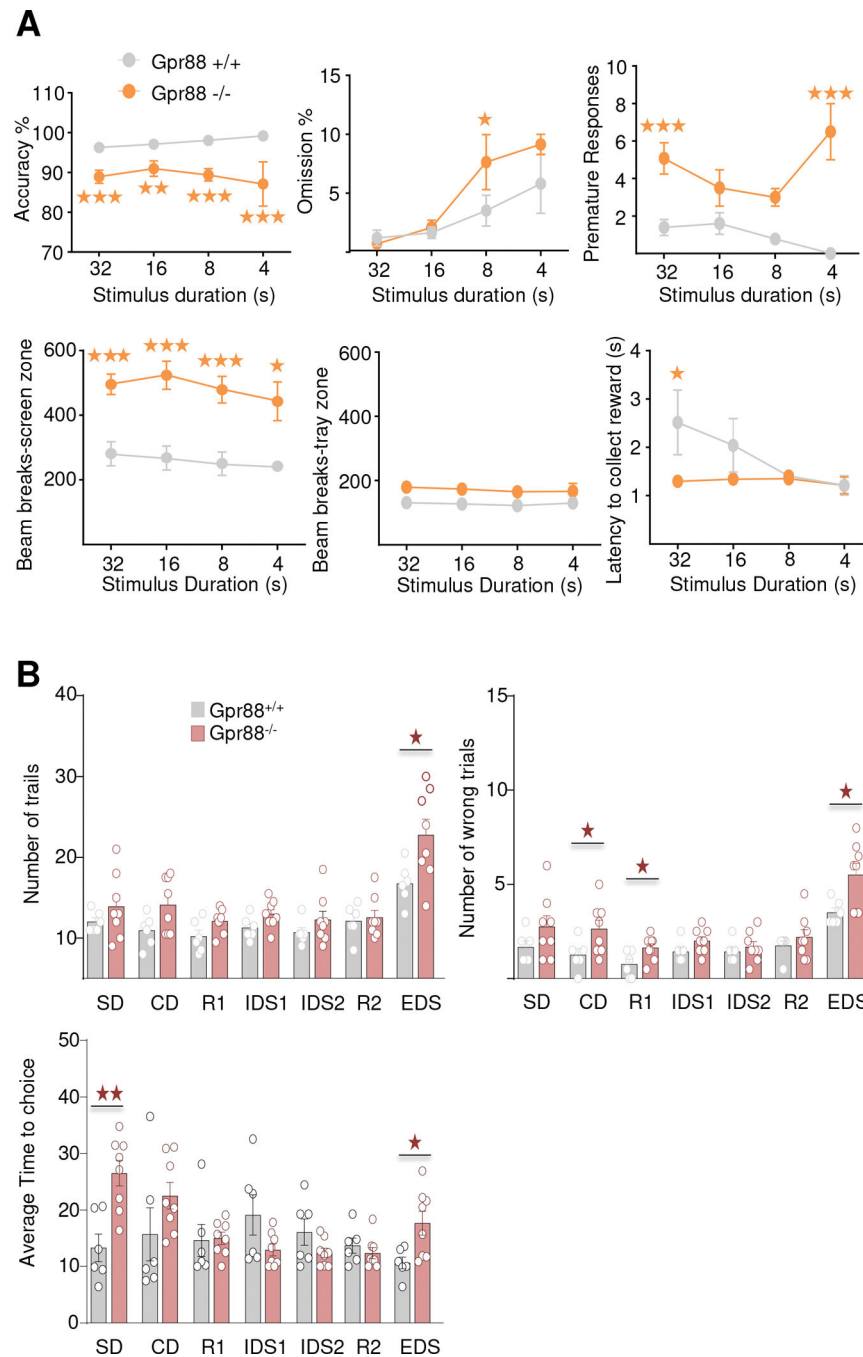 A
Gpr88 +/+
Gpr88 -/-
Accuracy %
110
100
90
80
70
32 16 8 4
Stimulus duration (s)
Omission %
15
10
5
32 16 8 4
Stimulus duration (s)
Premature Responses
10
8
6
4
2
32 16 8 4
Stimulus duration (s)
Beam breaks-screen zone
600
400
200
32 16 8 4
Stimulus Duration (s)
Beam breaks-tray zone
600
200
32 16 8 4
Stimulus Duration (s)
Latency to collect reward (s)
4
3
2
1
32 16 8 4
Stimulus Duration (s)
B
Gpr88+/+
Gpr88-/-
Number of trails
40
30
20
10
SD CD R1 IDS1 IDS2 R2 EDS
Number of wrong trials
15
5
SD CD R1 IDS1 IDS2 R2 EDS
Average Time to choice
50
40
30
20
10
0
SD CD R1 IDS1 IDS2 R2 EDS